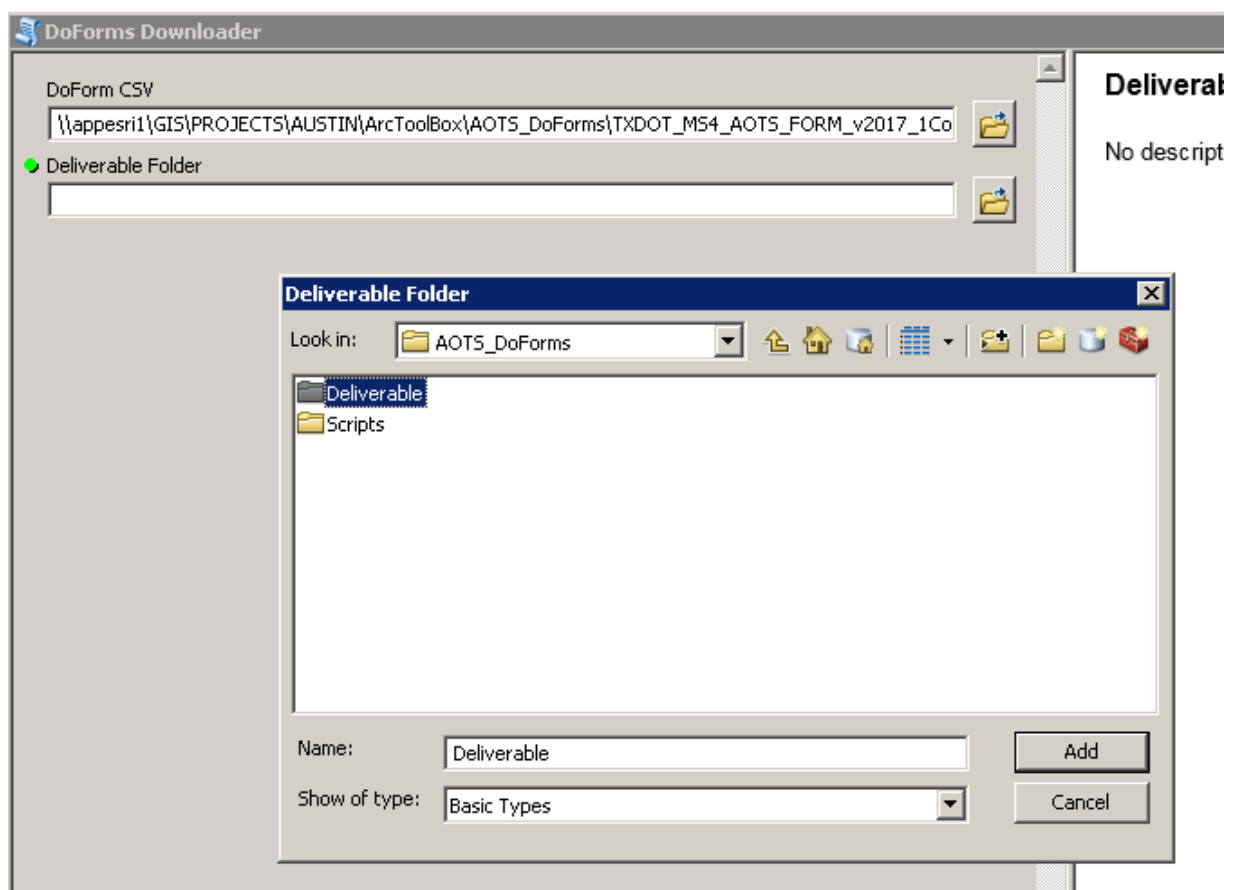 DoForms Downloader
DoForm CSV
\\appesri1\GIS\PROJECTS\AUSTIN\ArcToolBox\AOTS_DoForms\TXDOT_MS4_AOTS_FORM_v2017_1Co
Deliverable Folder
Deliverab
No descript
Deliverable Folder
Look in:
AOTS_DoForms
Deliverable
Scripts
Name:
Deliverable
Add
Show of type:
Basic Types
Cancel